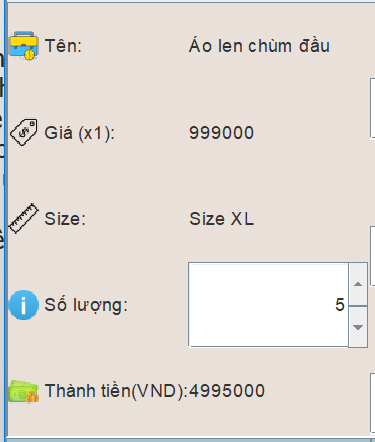 Tên: Áo len chùm đầu
Giá (x1): 999000
Size: Size XL
Số lượng: 5
Thành tiền(VND):4995000